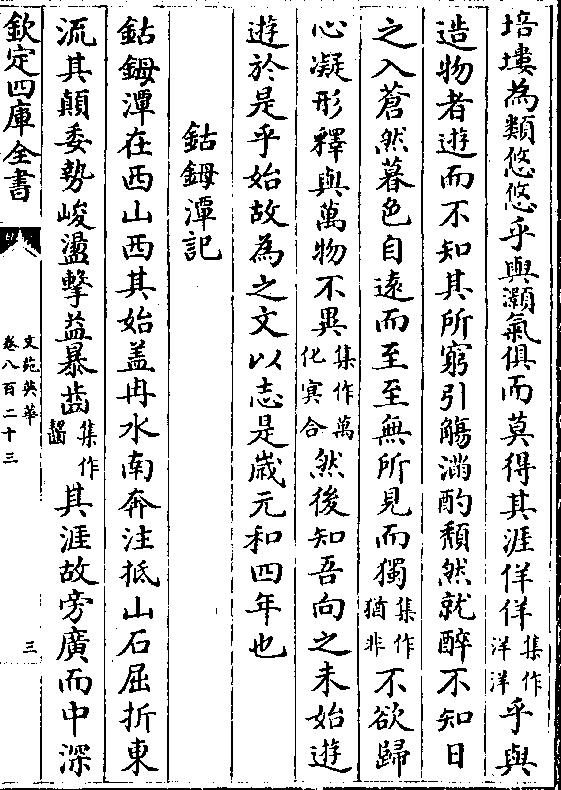 培塿為類悠悠乎與灝氣俱而莫得其涯佯佯集作洋洋乎與
造物者遊而不知其所窮引觴滿酌頹然就醉不知日
之入蒼然暮色自遠而至至無所見而獨集作猶非不欲歸
心凝形釋與萬物不異集作萬化㝠合然後知吾向之未始遊
遊於是乎始故為之文以志是歲元和四年也
鈷鉧潭記
鈷鉧潭在西山西其始盖冉水南奔注抵山石屈折東
流其顛委勢峻盪擊益暴齒集作齧其涯故旁廣而中深
欽定四庫全書
文苑英華
卷八百二十三
三